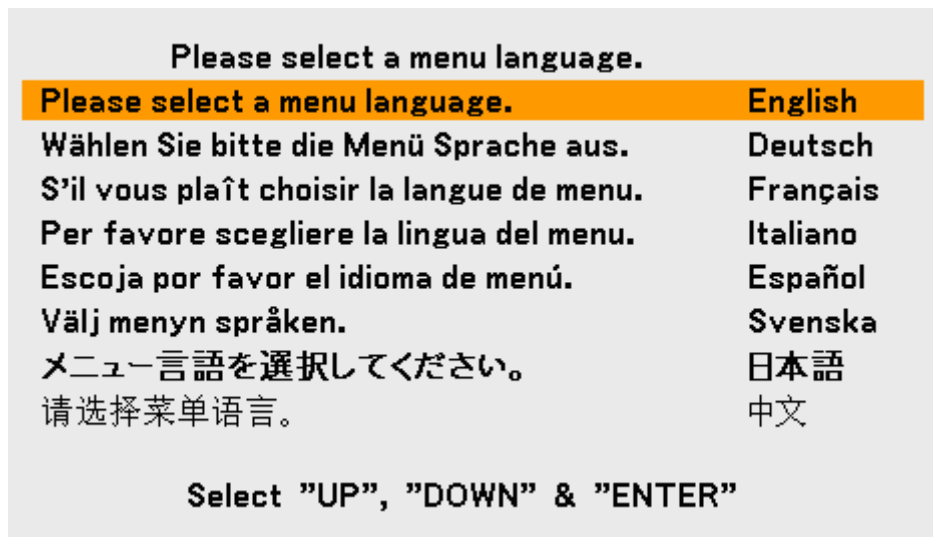 Please select a menu language.
Please select a menu language. English
Wählen Sie bitte die Menü Sprache aus. Deutsch
S’il vous plaît choisir la langue de menu. Français
Per favore scegliere la lingua del menu. Italiano
Escoja por favor el idioma de menú. Español
Välj menyn språken. Svenska
メニュー言語を選択してください。 日本語
请选择菜单语言。 中文
Select ”UP”, ”DOWN” & ”ENTER”